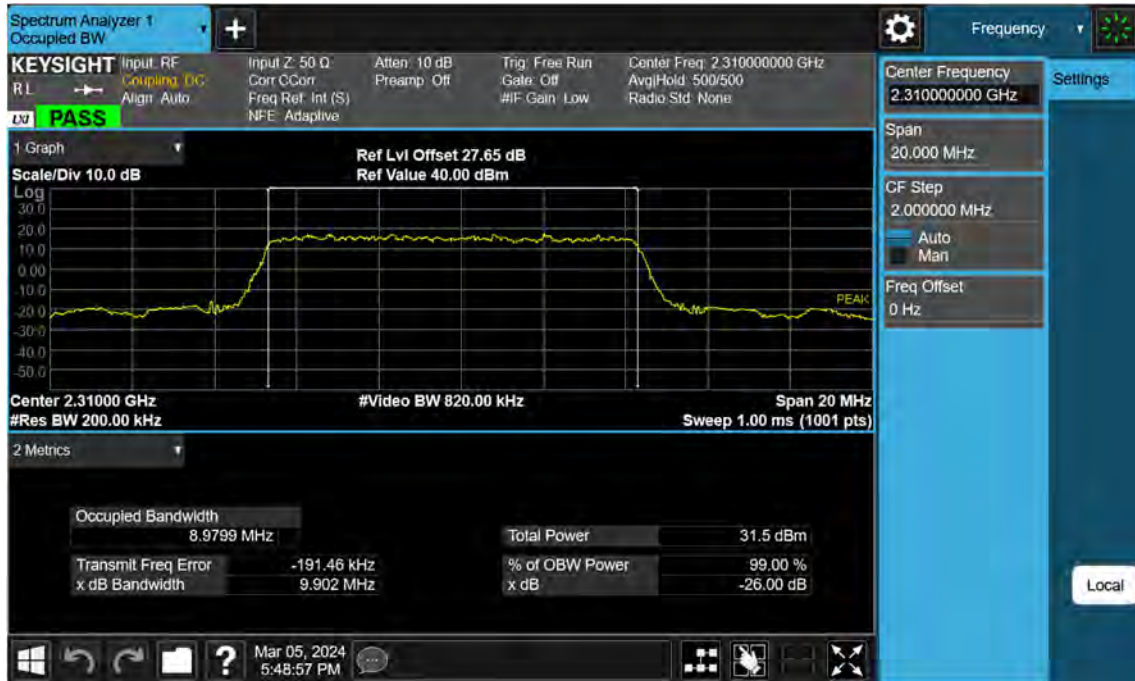 Spectrum Analyzer 1
Occupied BW
Frequency
KEYSIGHT Input: RF
Coupling: DC
Align: Auto
R L
LXI PASS
Input Z: 50 Ω
Corr CCorr
Freq Ref: Int (S)
NFE: Adaptive
Atten: 10 dB
Preamp: Off
Trig: Free Run
Gate: Off
#IF Gain: Low
Center Freq: 2.310000000 GHz
Avg|Hold: 500/500
Radio Std: None
Center Frequency
2.310000000 GHz
Settings
Span
20.000 MHz
CF Step
2.000000 MHz
Auto
Man
Freq Offset
0 Hz
1 Graph
Scale/Div 10.0 dB
Ref Lvl Offset 27.65 dB
Ref Value 40.00 dBm
Log
30.0
20.0
10.0
0.00
-10.0
-20.0
-30.0
-40.0
-50.0
PEAK
Center 2.31000 GHz
#Res BW 200.00 kHz
#Video BW 820.00 kHz
Span 20 MHz
Sweep 1.00 ms (1001 pts)
2 Metrics
Occupied Bandwidth
8.9799 MHz
Total Power 31.5 dBm
Transmit Freq Error -191.46 kHz
% of OBW Power 99.00 %
x dB Bandwidth 9.902 MHz
x dB -26.00 dB
Local
Mar 05, 2024
5:48:57 PM